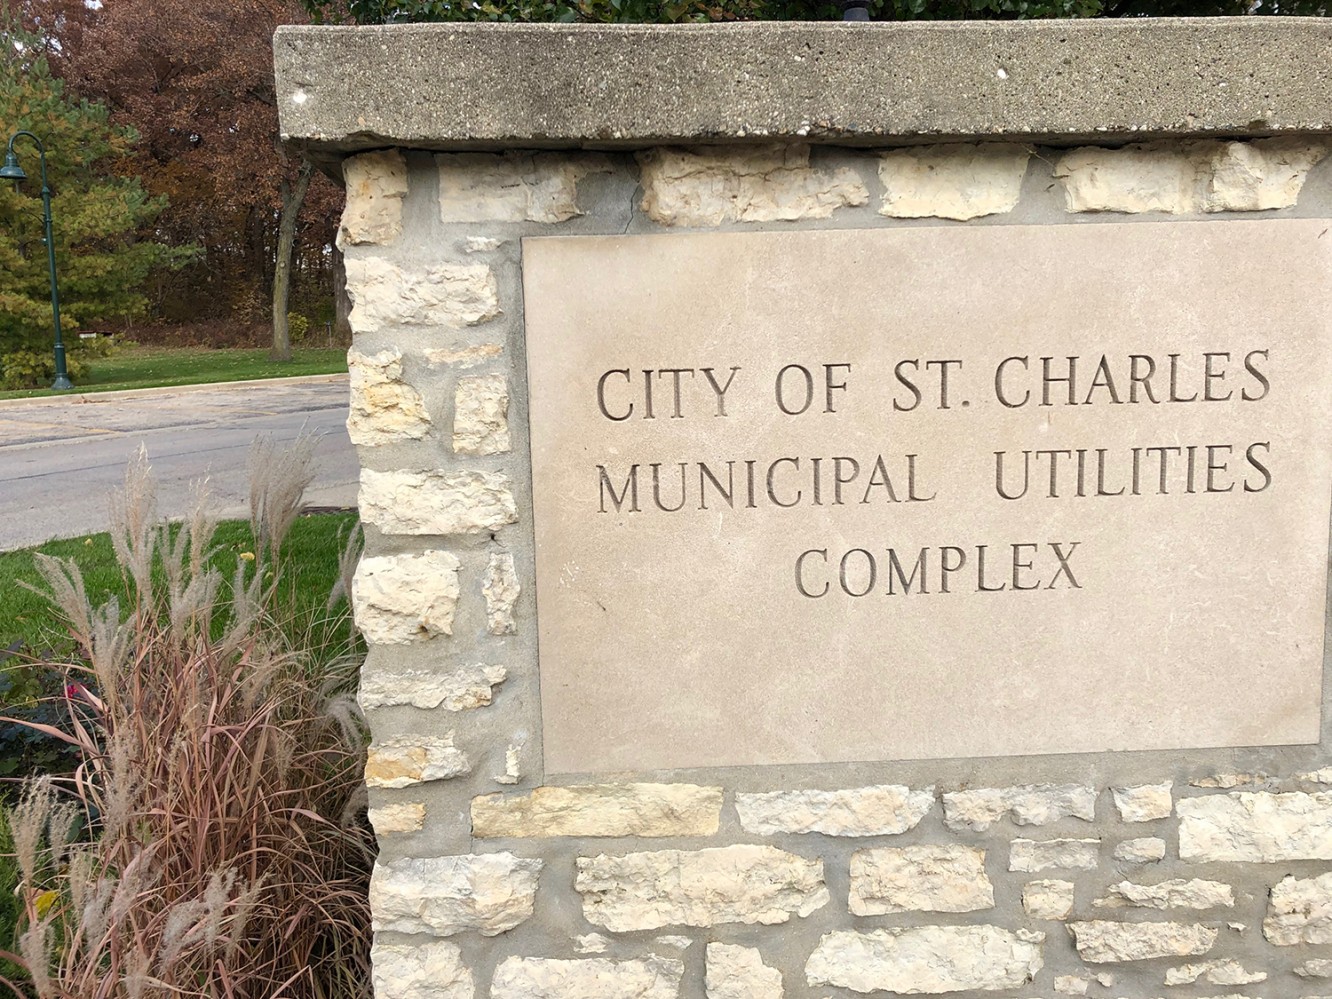 CITY OF ST. CHARLES
MUNICIPAL UTILITIES
COMPLEX